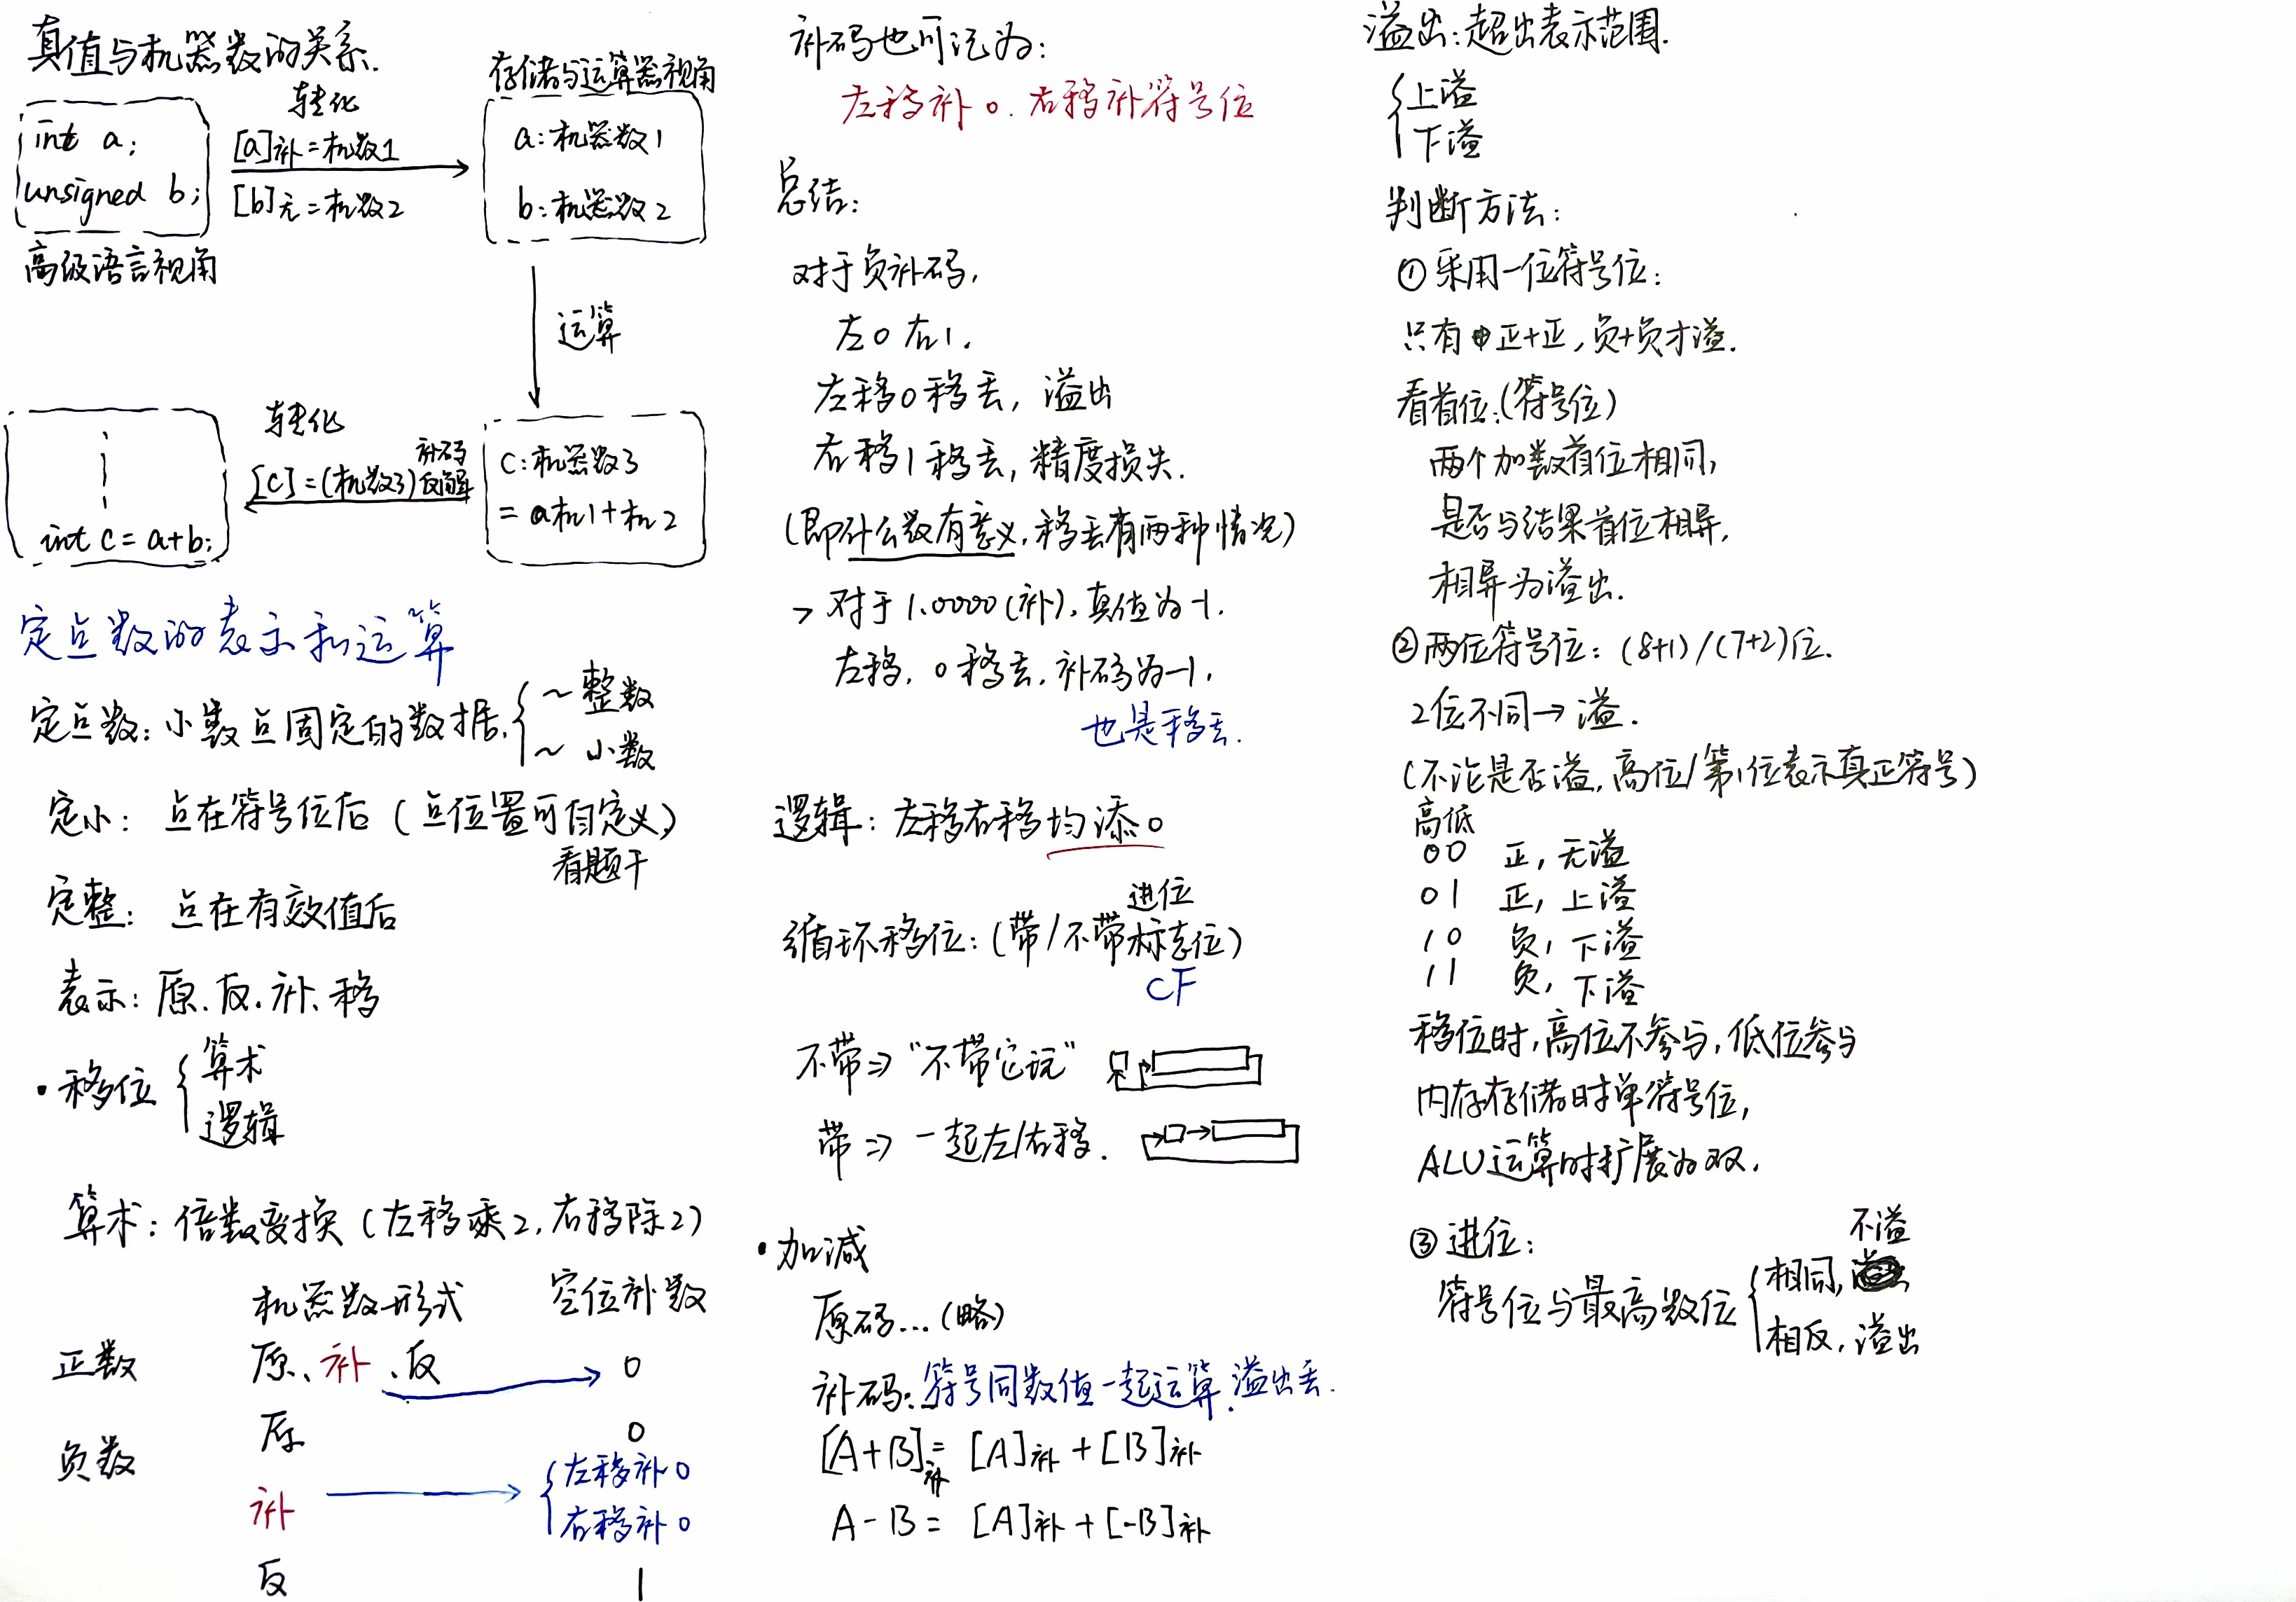 真值与机器数的关系.
int a;
unsigned b;
高级语言视角
转化
[a]补=机数1
[b]无=机数2
存储与运算器视角
a:机器数1
b:机器数2
运算
c:机器数3
= a机1+机2
转化
[c]=(机数3)补码反解
int c = a+b;
定点数的表示和运算
定点数:小数点固定的数据.
~整数
~小数
定小: 点在符号位后(点位置可自定义)
看题干
定整: 点在有效值后
表示:原.反.补、移
·移位
算术
逻辑
算术:倍数变换(左移乘2,右移除2)
机器数形式 空位补数
正数 原、补、反 0
负数 原 0
补 左移补0
右移补0
反 1
补码也可记为:
左移补0.右移补符号位
总结:
对于负补码,
左0右1.
左移0移丢,溢出
右移1移丢,精度损失.
(即什么数有意义,移丢有两种情况)
> 对于1.0000(补),真值为-1.
左移,0移丢,补码为-1.
也是移丢.
逻辑:左移右移均添0
循环移位:(带/不带进位标志位)
CF
不带⇒"不带它玩"
带⇒一起左/右移.
·加减
原码...(略)
补码:符号同数值一起运算.溢出丢.
[A+B]补= [A]补+[B]补
A-B= [A]补+[-B]补
溢出:超出表示范围.
上溢
下溢
判断方法:
①采用一位符号位:
只有正+正,负+负才溢.
看首位:(符号位)
两个加数首位相同,
是否与结果首位相异,
相异为溢出.
②两位符号位:(8+1)/(7+2)位.
2位不同→溢.
(不论是否溢,高位/第1位表示真正符号)
高低
00 正,无溢
01 正,上溢
10 负,下溢
11 负,下溢
移位时,高位不参与,低位参与
内存存储时单符号位,
ALU运算时扩展为双.
③进位:
符号位与最高数位
相同,不溢
相反,溢出